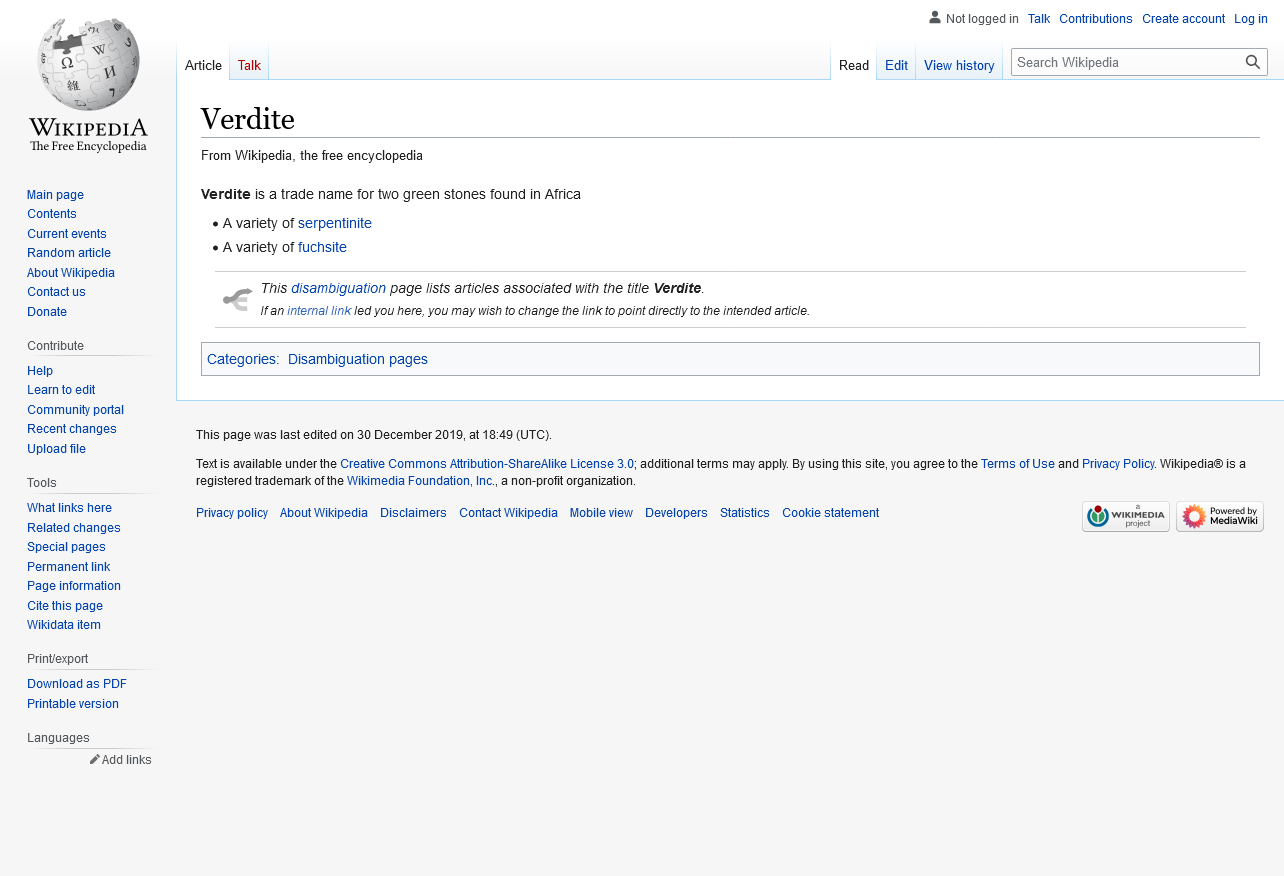 Not logged in Talk Contributions Create account Log in
Article Talk Read Edit View history Search Wikipedia
WIKIPEDIA
The Free Encyclopedia
Main page
Contents
Current events
Random article
About Wikipedia
Contact us
Donate
Contribute
Help
Learn to edit
Community portal
Recent changes
Upload file
Tools
What links here
Related changes
Special pages
Permanent link
Page information
Cite this page
Wikidata item
Print/export
Download as PDF
Printable version
Languages
Add links
Verdite
From Wikipedia, the free encyclopedia
Verdite is a trade name for two green stones found in Africa
• A variety of serpentinite
• A variety of fuchsite
This disambiguation page lists articles associated with the title Verdite.
If an internal link led you here, you may wish to change the link to point directly to the intended article.
Categories: Disambiguation pages
This page was last edited on 30 December 2019, at 18:49 (UTC).
Text is available under the Creative Commons Attribution-ShareAlike License 3.0; additional terms may apply. By using this site, you agree to the Terms of Use and Privacy Policy. Wikipedia® is a
registered trademark of the Wikimedia Foundation, Inc., a non-profit organization.
Privacy policy About Wikipedia Disclaimers Contact Wikipedia Mobile view Developers Statistics Cookie statement
a
WIKIMEDIA
project
Powered by
MediaWiki